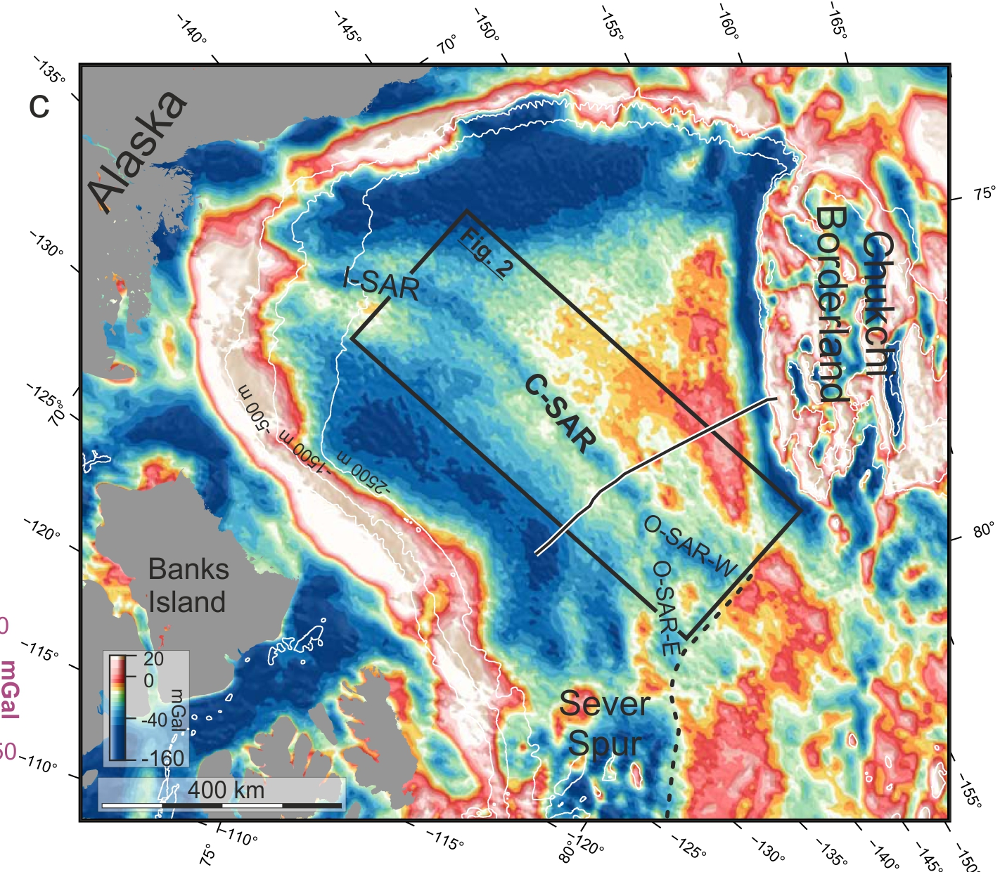 -140°
-145°
-150°
-155°
-160°
-165°
70°
-135°
C
Alaska
75°
Fig. 2
I-SAR
Chukchi
Borderland
-130°
C-SAR
-125°
70°
-500 m
-1500 m
-2500 m
-120°
80°
O-SAR-W
O-SAR-E
Banks
Island
-115°
0
mGal
50
20
0
-40
-160
mGal
Sever
Spur
-110°
400 km
-155°
75°
-110°
-115°
80°
-120°
-125°
-130°
-135°
-140°
-145°
-150°